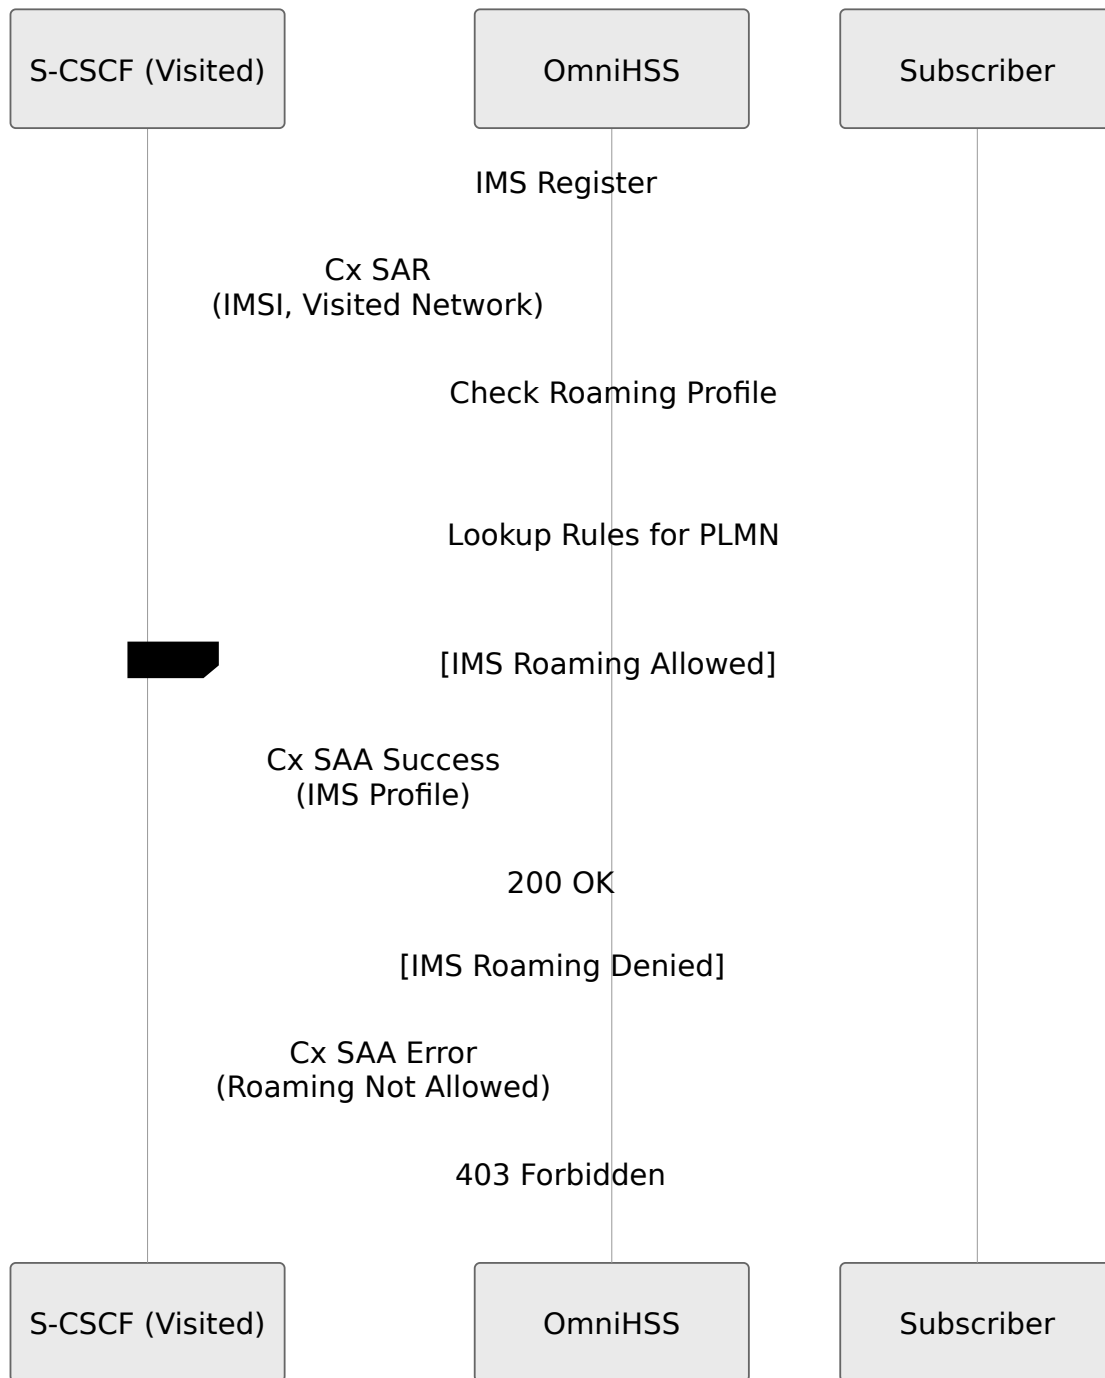 S-CSCF (Visited)
OmniHSS
Subscriber
IMS Register
Cx SAR
(IMSI, Visited Network)
Check Roaming Profile
Lookup Rules for PLMN
[IMS Roaming Allowed]
Cx SAA Success
(IMS Profile)
200 OK
[IMS Roaming Denied]
Cx SAA Error
(Roaming Not Allowed)
403 Forbidden
S-CSCF (Visited)
OmniHSS
Subscriber